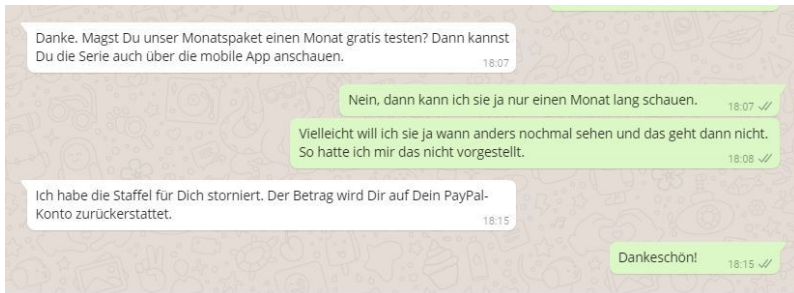 Danke. Magst Du unser Monatspaket einen Monat gratis testen? Dann kannst
Du die Serie auch über die mobile App anschauen.
18:07
Nein, dann kann ich sie ja nur einen Monat lang schauen.
18:07
Vielleicht will ich sie ja wann anders nochmal sehen und das geht dann nicht.
So hatte ich mir das nicht vorgestellt.
18:08
Ich habe die Staffel für Dich storniert. Der Betrag wird Dir auf Dein PayPal-
Konto zurückerstattet.
18:15
Dankeschön!
18:15